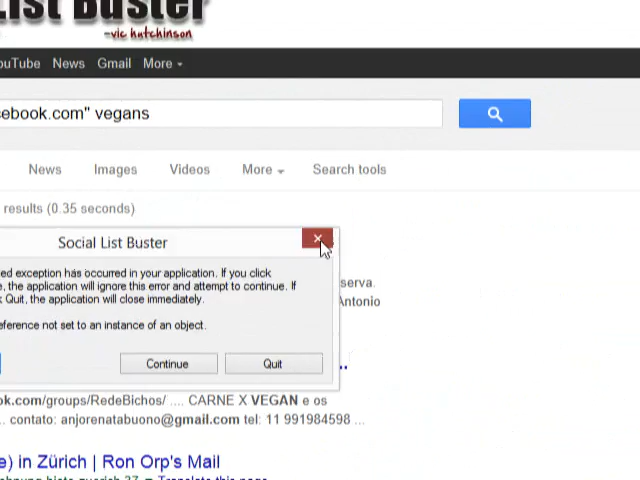 List Buster
-vic hutchinson
ouTube News Gmail More
cebook.com" vegans
News Images Videos More Search tools
results (0.35 seconds)
Social List Buster
ed exception has occurred in your application. If you click
e, the application will ignore this error and attempt to continue. If
k Quit, the application will close immediately.
eference not set to an instance of an object.
Continue Quit
serva.
Antonio
..
ok.com/groups/RedeBichos/ .... CARNE X VEGAN e os
.. contato: anjorenatabuono@gmail.com tel: 11 991984598 ...
e) in Zürich | Ron Orp's Mail
Translate this page